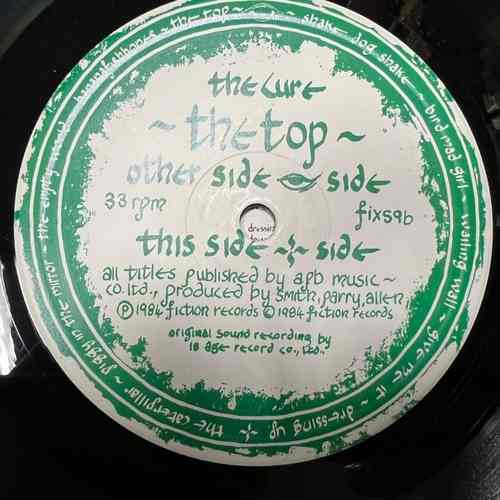 the cure
~ the top ~
other side side
33 rpm
fixs9b
this side side
all titles published by apb music ~
co. ltd., produced by smith, parry, allen,
Ⓟ 1984 fiction records © 1984 fiction records
original sound recording by
18 age record co., ltd.,
shake dog shake ~ bird mad girl ~ wailing wall ~ give me it ~ dressing up
the caterpillar ~ piggy in the mirror ~ the empty world ~ bananafishbones ~ the top ~